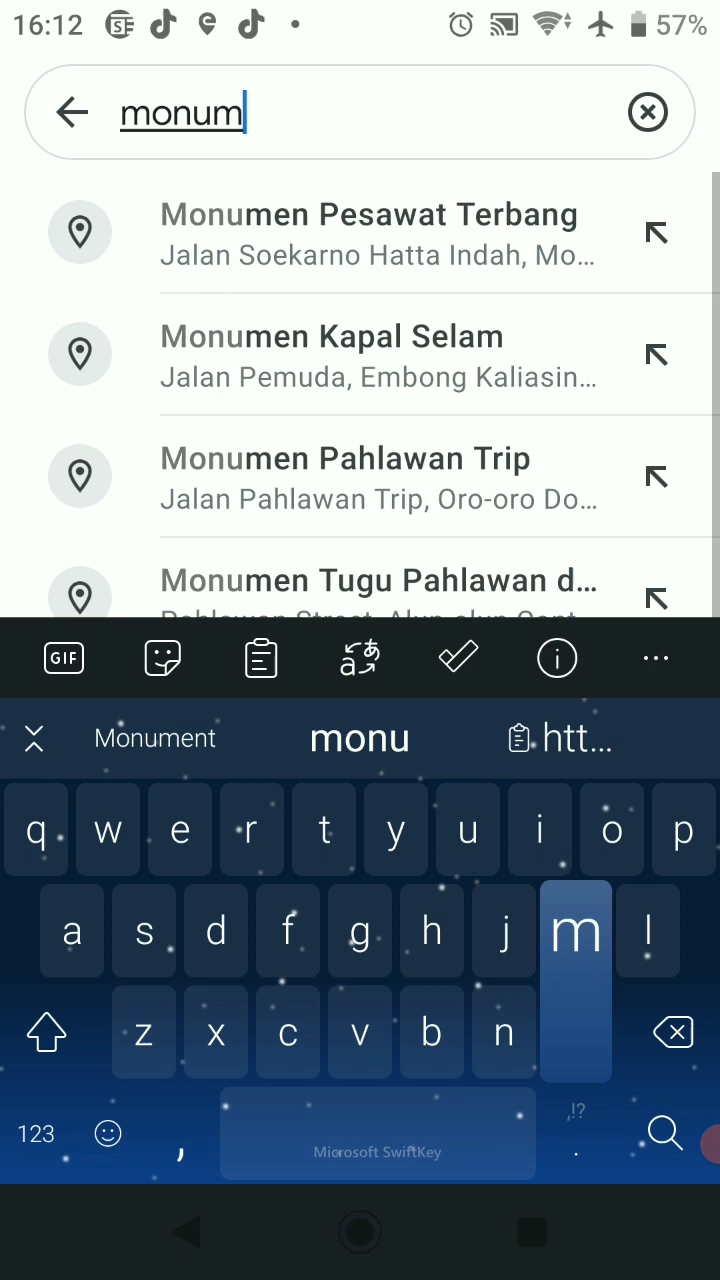 16:12
57%
monum
Monumen Pesawat Terbang
Jalan Soekarno Hatta Indah, Mo...
Monumen Kapal Selam
Jalan Pemuda, Embong Kaliasin...
Monumen Pahlawan Trip
Jalan Pahlawan Trip, Oro-oro Do...
Monumen Tugu Pahlawan d...
GIF
aあ
Monument monu htt...
q w e r t y u i o p
a s d f g h j m l
z x c v b n
,!?
123 , Microsoft SwiftKey .